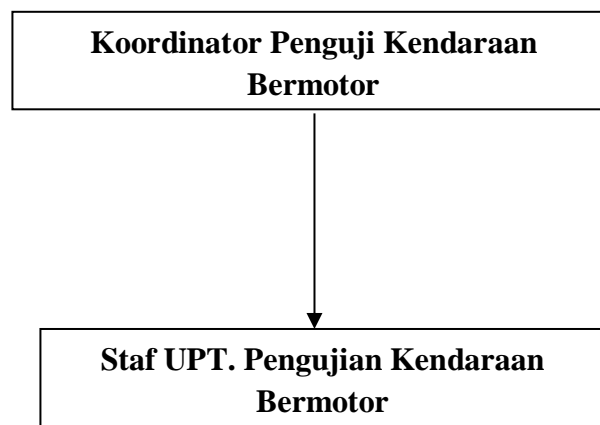 Koordinator Penguji Kendaraan
Bermotor
Staf UPT. Pengujian Kendaraan
Bermotor